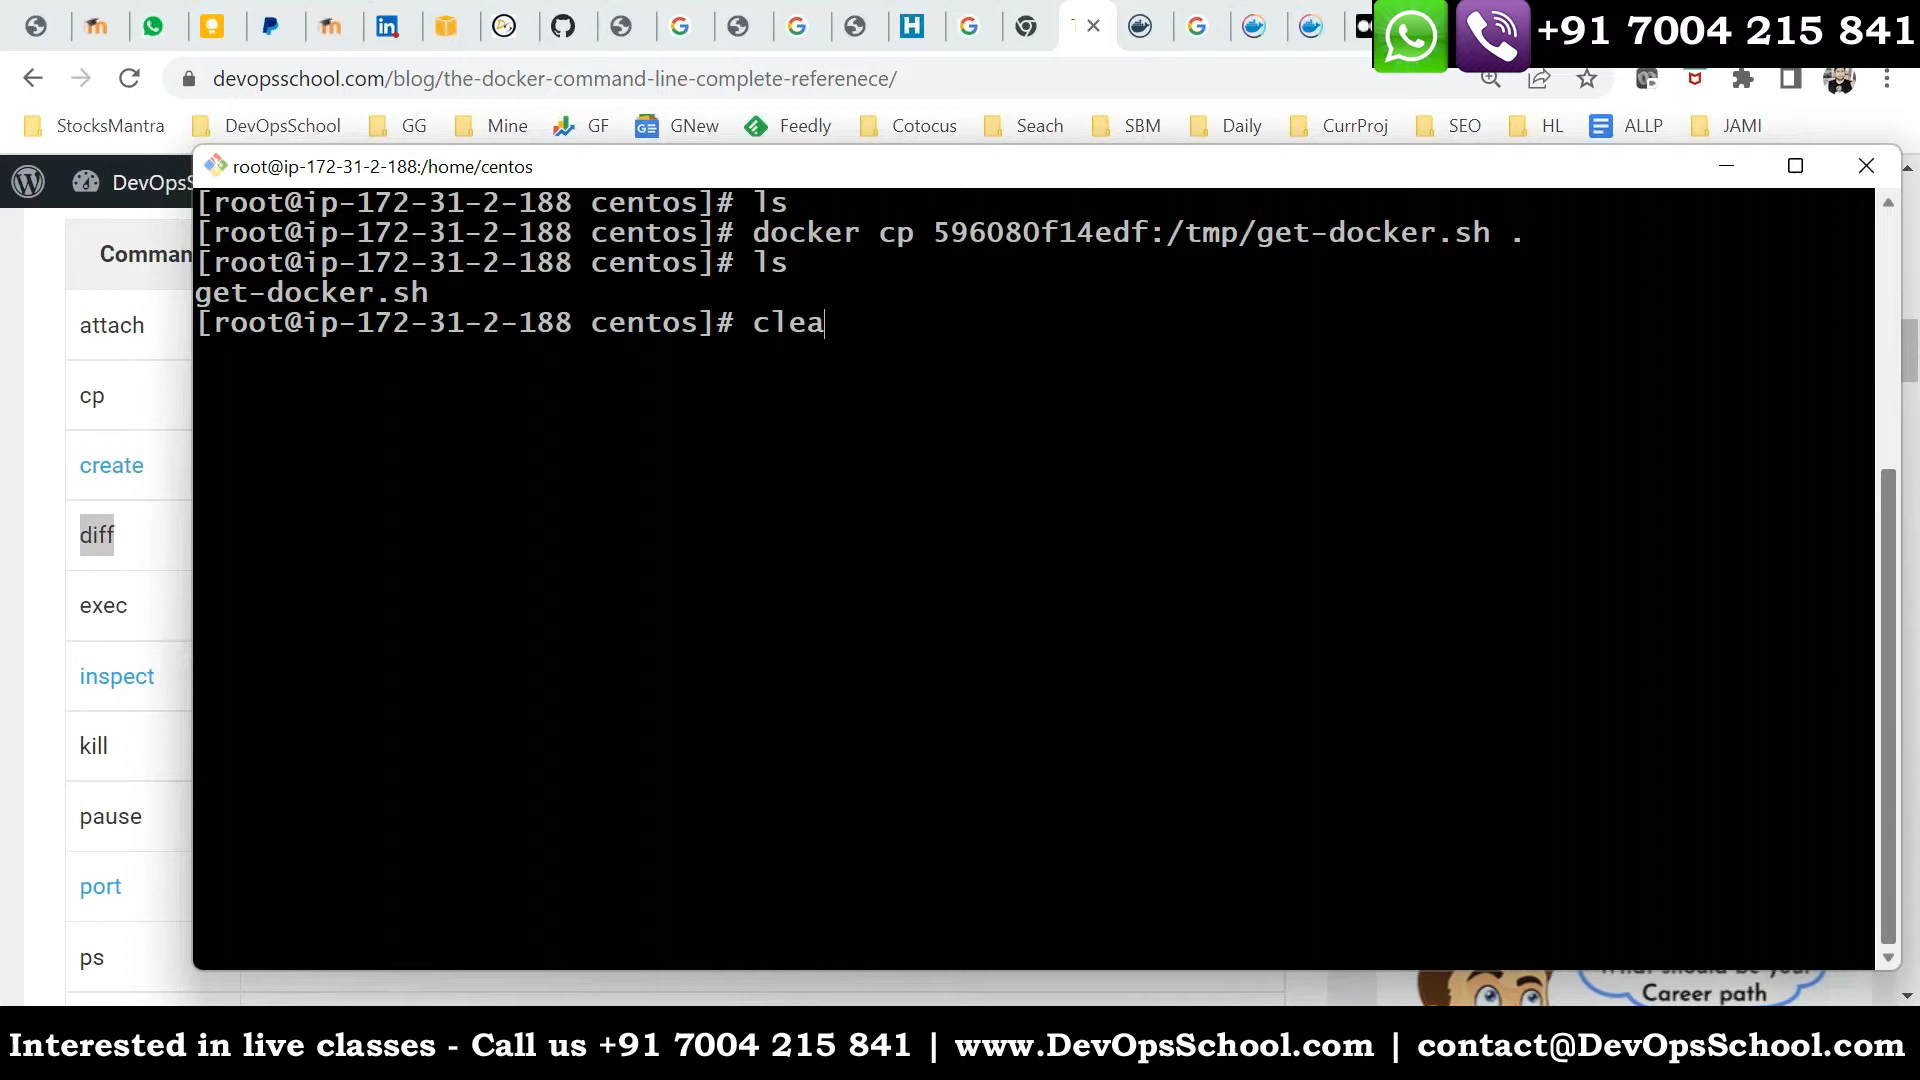 +91 7004 215 841
devopsschool.com/blog/the-docker-command-line-complete-referenece/
StocksMantra DevOpsSchool GG Mine GF GNew Feedly Cotocus Seach SBM Daily CurrProj SEO HL ALLP JAMI
root@ip-172-31-2-188:/home/centos
DevOpsS
[root@ip-172-31-2-188 centos]# ls
[root@ip-172-31-2-188 centos]# docker cp 596080f14edf:/tmp/get-docker.sh .
[root@ip-172-31-2-188 centos]# ls
get-docker.sh
[root@ip-172-31-2-188 centos]# clea
Comman
attach
cp
create
diff
exec
inspect
kill
pause
port
ps
What should be your
Career path
Interested in live classes - Call us +91 7004 215 841 | www.DevOpsSchool.com | contact@DevOpsSchool.com